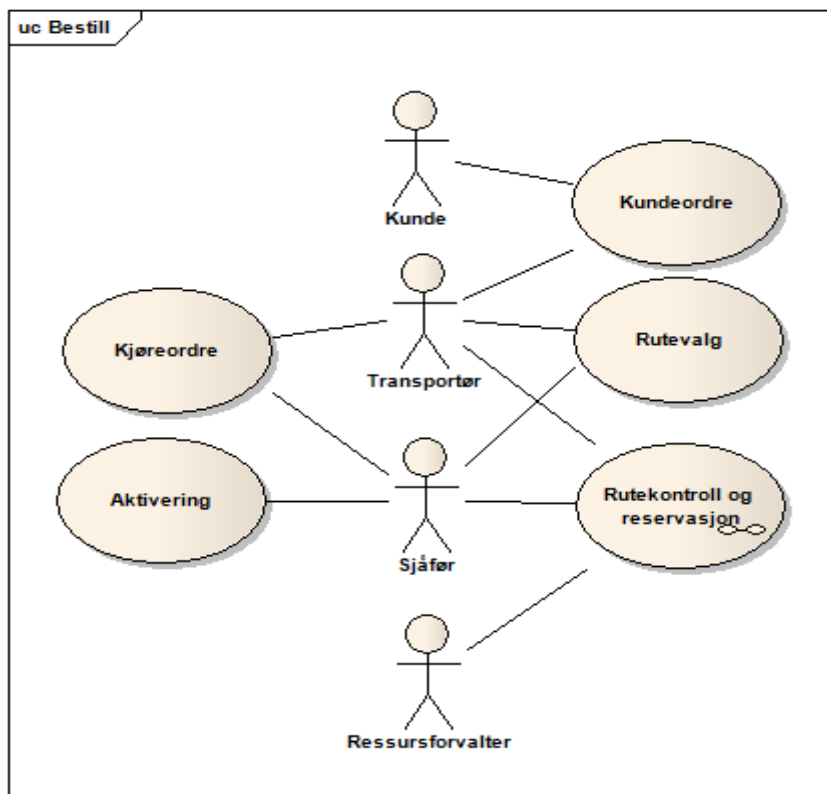 uc Bestill
Kunde
Kundeordre
Kjøreordre
Transportør
Rutevalg
Aktivering
Sjåfør
Rutekontroll og
reservasjon
Ressursforvalter